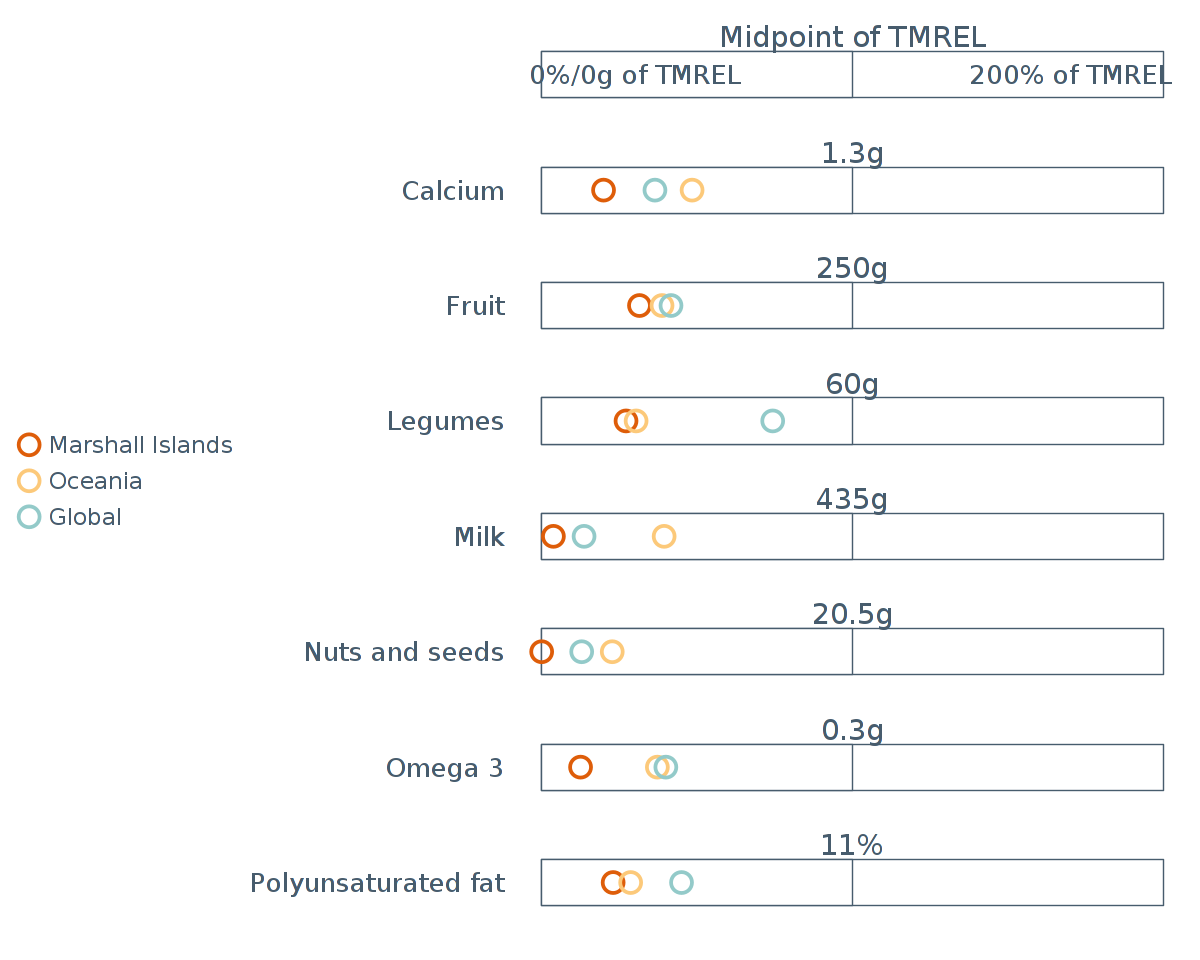 Midpoint of TMREL
0%/0g of TMREL 200% of TMREL
1.3g
Calcium
250g
Fruit
60g
Legumes
Marshall Islands
Oceania
Global
435g
Milk
20.5g
Nuts and seeds
0.3g
Omega 3
11%
Polyunsaturated fat